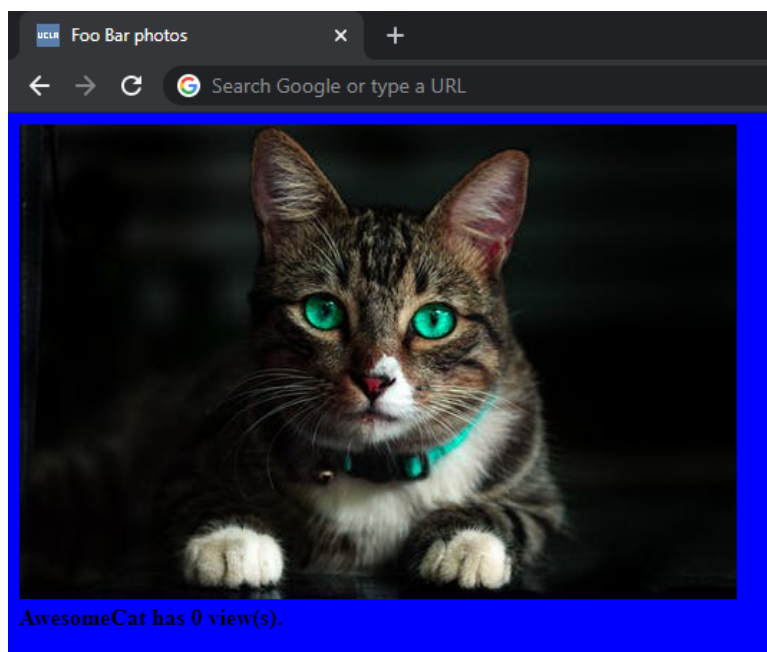 UCLA Foo Bar photos
Search Google or type a URL
AwesomeCat has 0 view(s).